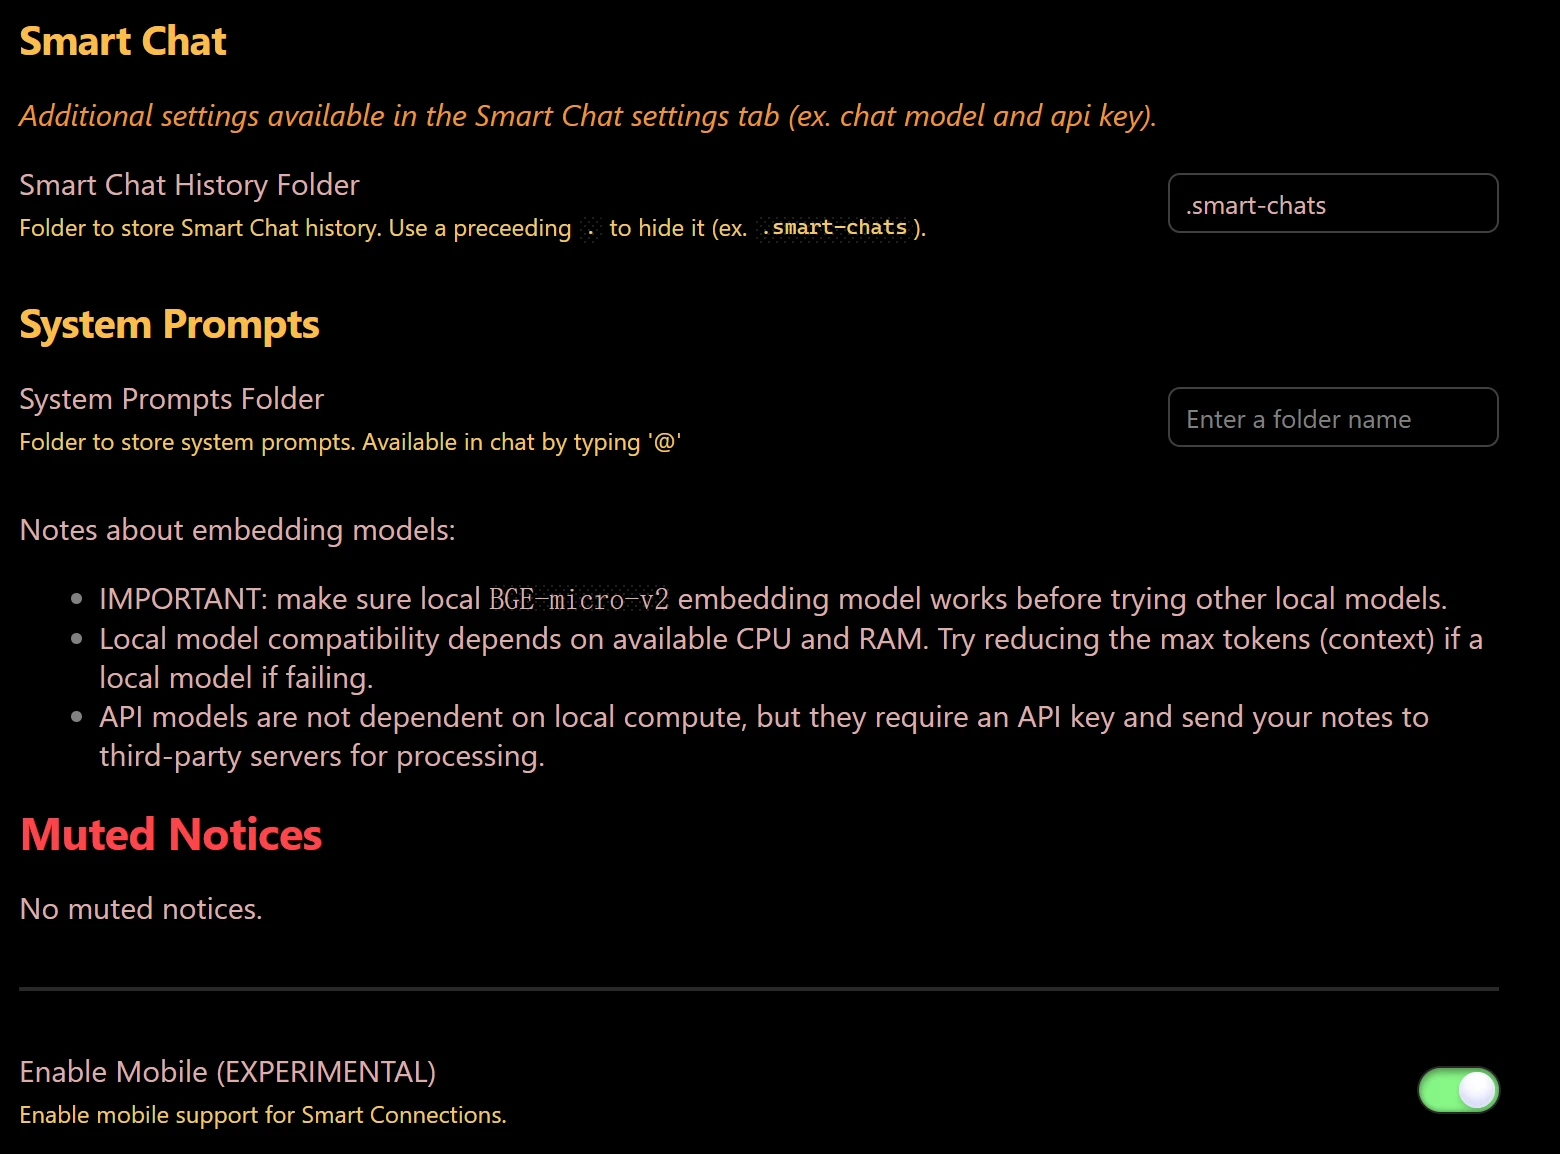 Smart Chat
Additional settings available in the Smart Chat settings tab (ex. chat model and api key).
Smart Chat History Folder
Folder to store Smart Chat history. Use a preceeding . to hide it (ex. .smart-chats).
.smart-chats
System Prompts
System Prompts Folder
Folder to store system prompts. Available in chat by typing '@'
Enter a folder name
Notes about embedding models:
IMPORTANT: make sure local BGE-micro-v2 embedding model works before trying other local models.
Local model compatibility depends on available CPU and RAM. Try reducing the max tokens (context) if a
local model if failing.
API models are not dependent on local compute, but they require an API key and send your notes to
third-party servers for processing.
Muted Notices
No muted notices.
Enable Mobile (EXPERIMENTAL)
Enable mobile support for Smart Connections.